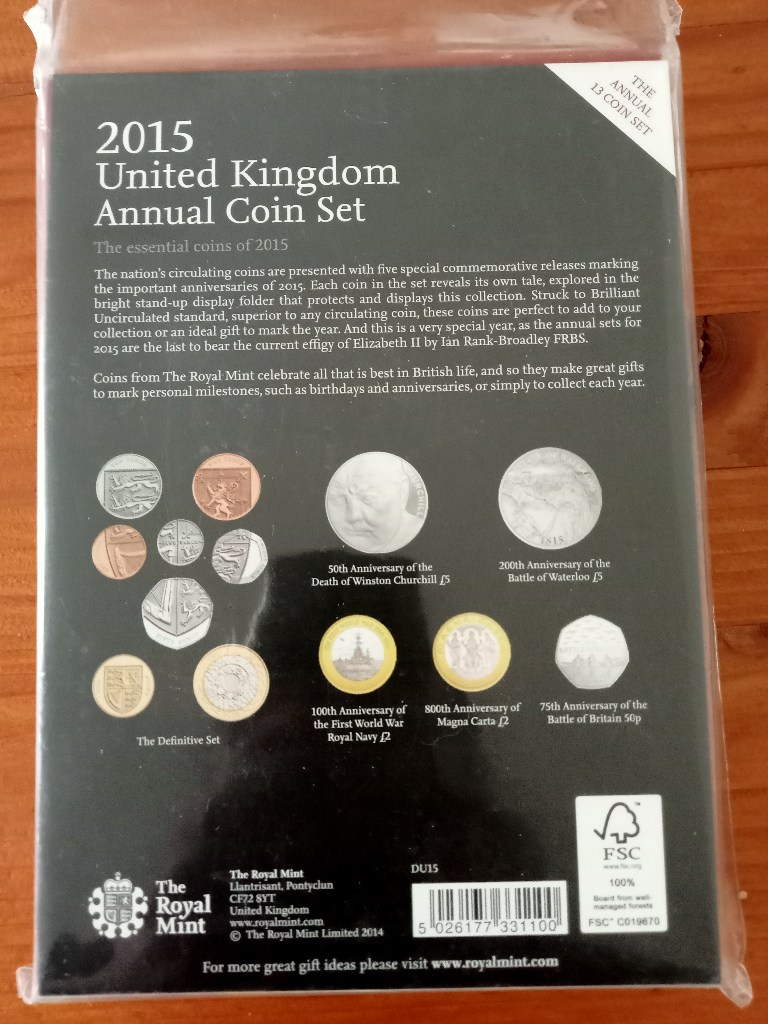 THE
ANNUAL
13 COIN SET
2015
United Kingdom
Annual Coin Set
The essential coins of 2015
The nation's circulating coins are presented with five special commemorative releases marking
the important anniversaries of 2015. Each coin in the set reveals its own tale, explored in the
bright stand-up display folder that protects and displays this collection. Struck to Brilliant
Uncirculated standard, superior to any circulating coin, these coins are perfect to add to your
collection or an ideal gift to mark the year. And this is a very special year, as the annual sets for
2015 are the last to bear the current effigy of Elizabeth II by Ian Rank-Broadley FRBS.
Coins from The Royal Mint celebrate all that is best in British life, and so they make great gifts
to mark personal milestones, such as birthdays and anniversaries, or simply to collect each year.
1815
50th Anniversary of the
Death of Winston Churchill £5
200th Anniversary of the
Battle of Waterloo £5
100th Anniversary of
the First World War
Royal Navy £2
800th Anniversary of
Magna Carta £2
75th Anniversary of the
Battle of Britain 50p
The Definitive Set
The
Royal
Mint
The Royal Mint
Llantrisant, Pontyclun
CF72 8YT
United Kingdom
www.royalmint.com
© The Royal Mint Limited 2014
DU15
5 026177 331100
FSC
www.fsc.org
100%
Board from well-
managed forests
FSC™ C019670
For more great gift ideas please visit www.royalmint.com